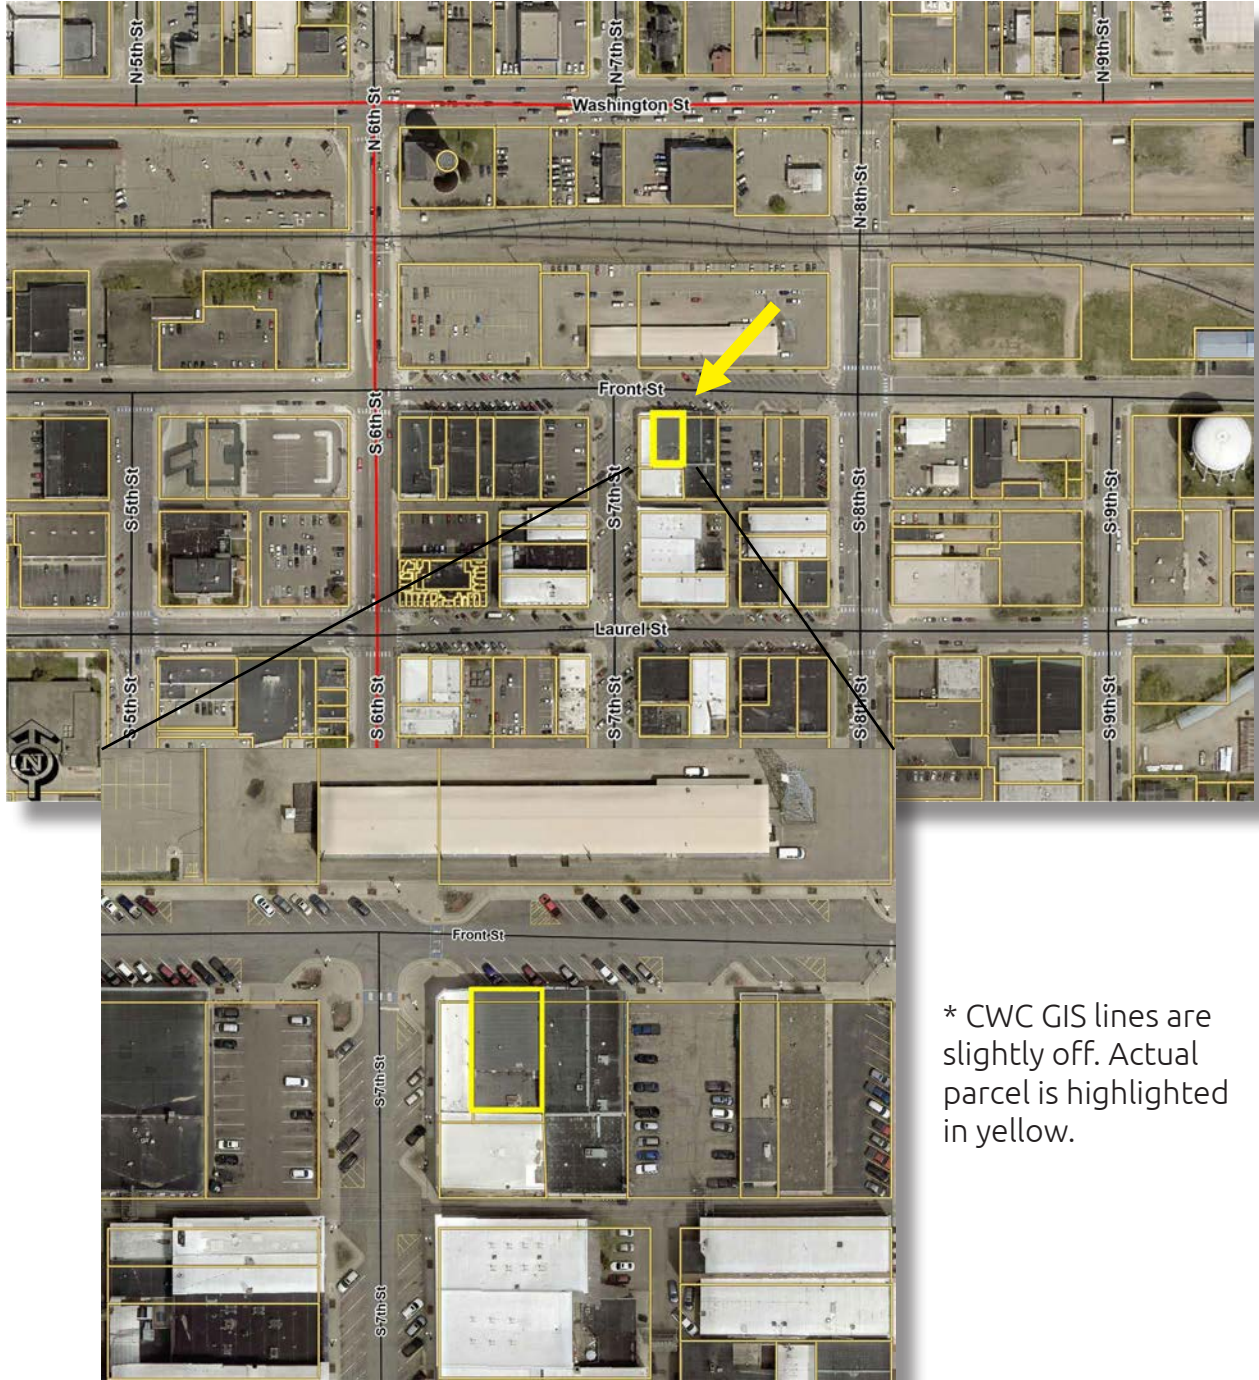 N 5th St
N 7th St
N 9th St
N 6th St
Washington St
N 8th St
Front St
S 6th St
S 5th St
S 7th St
S 8th St
S 9th St
Laurel St
S 5th St
S 6th St
S 7th St
S 8th St
S 9th St
N
Front St
S 7th St
S 7th St
* CWC GIS lines are
slightly off. Actual
parcel is highlighted
in yellow.